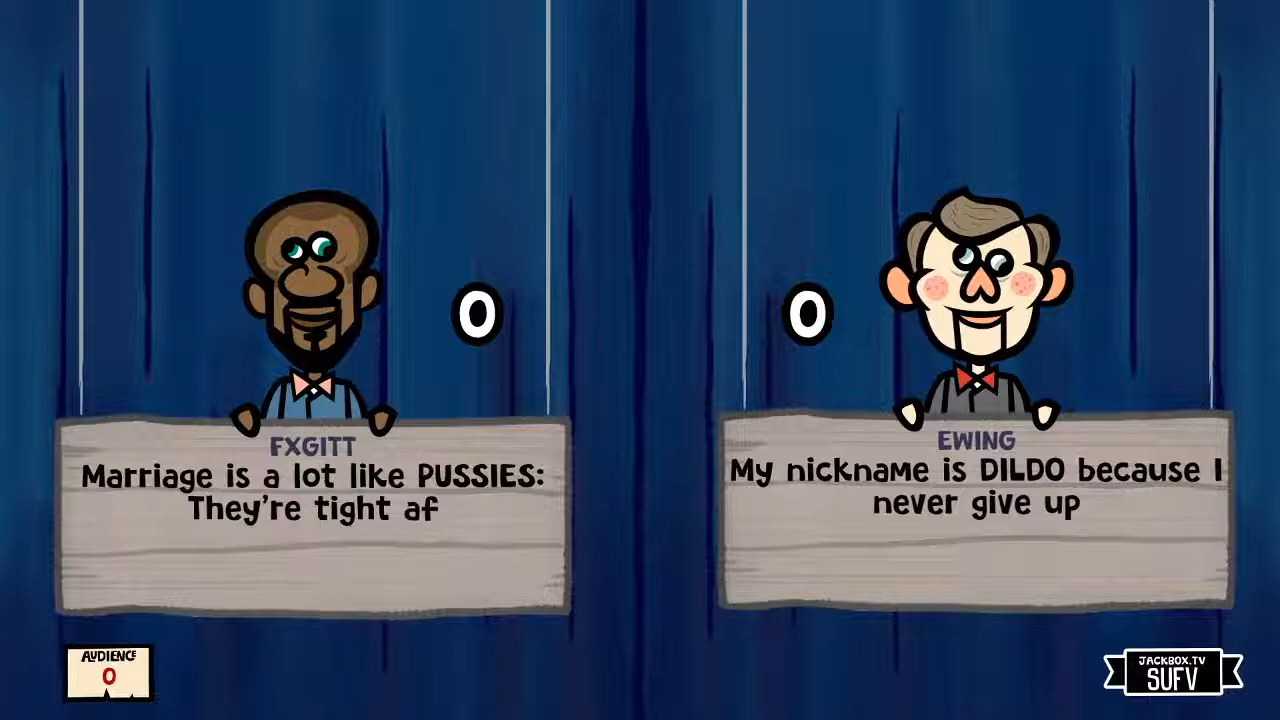 0
0
FXGITT
Marriage is a lot like PUSSIES:
They're tight af
EWING
My nickname is DILDO because I
never give up
AUDIENCE
0
JACKBOX.TV
SUFV